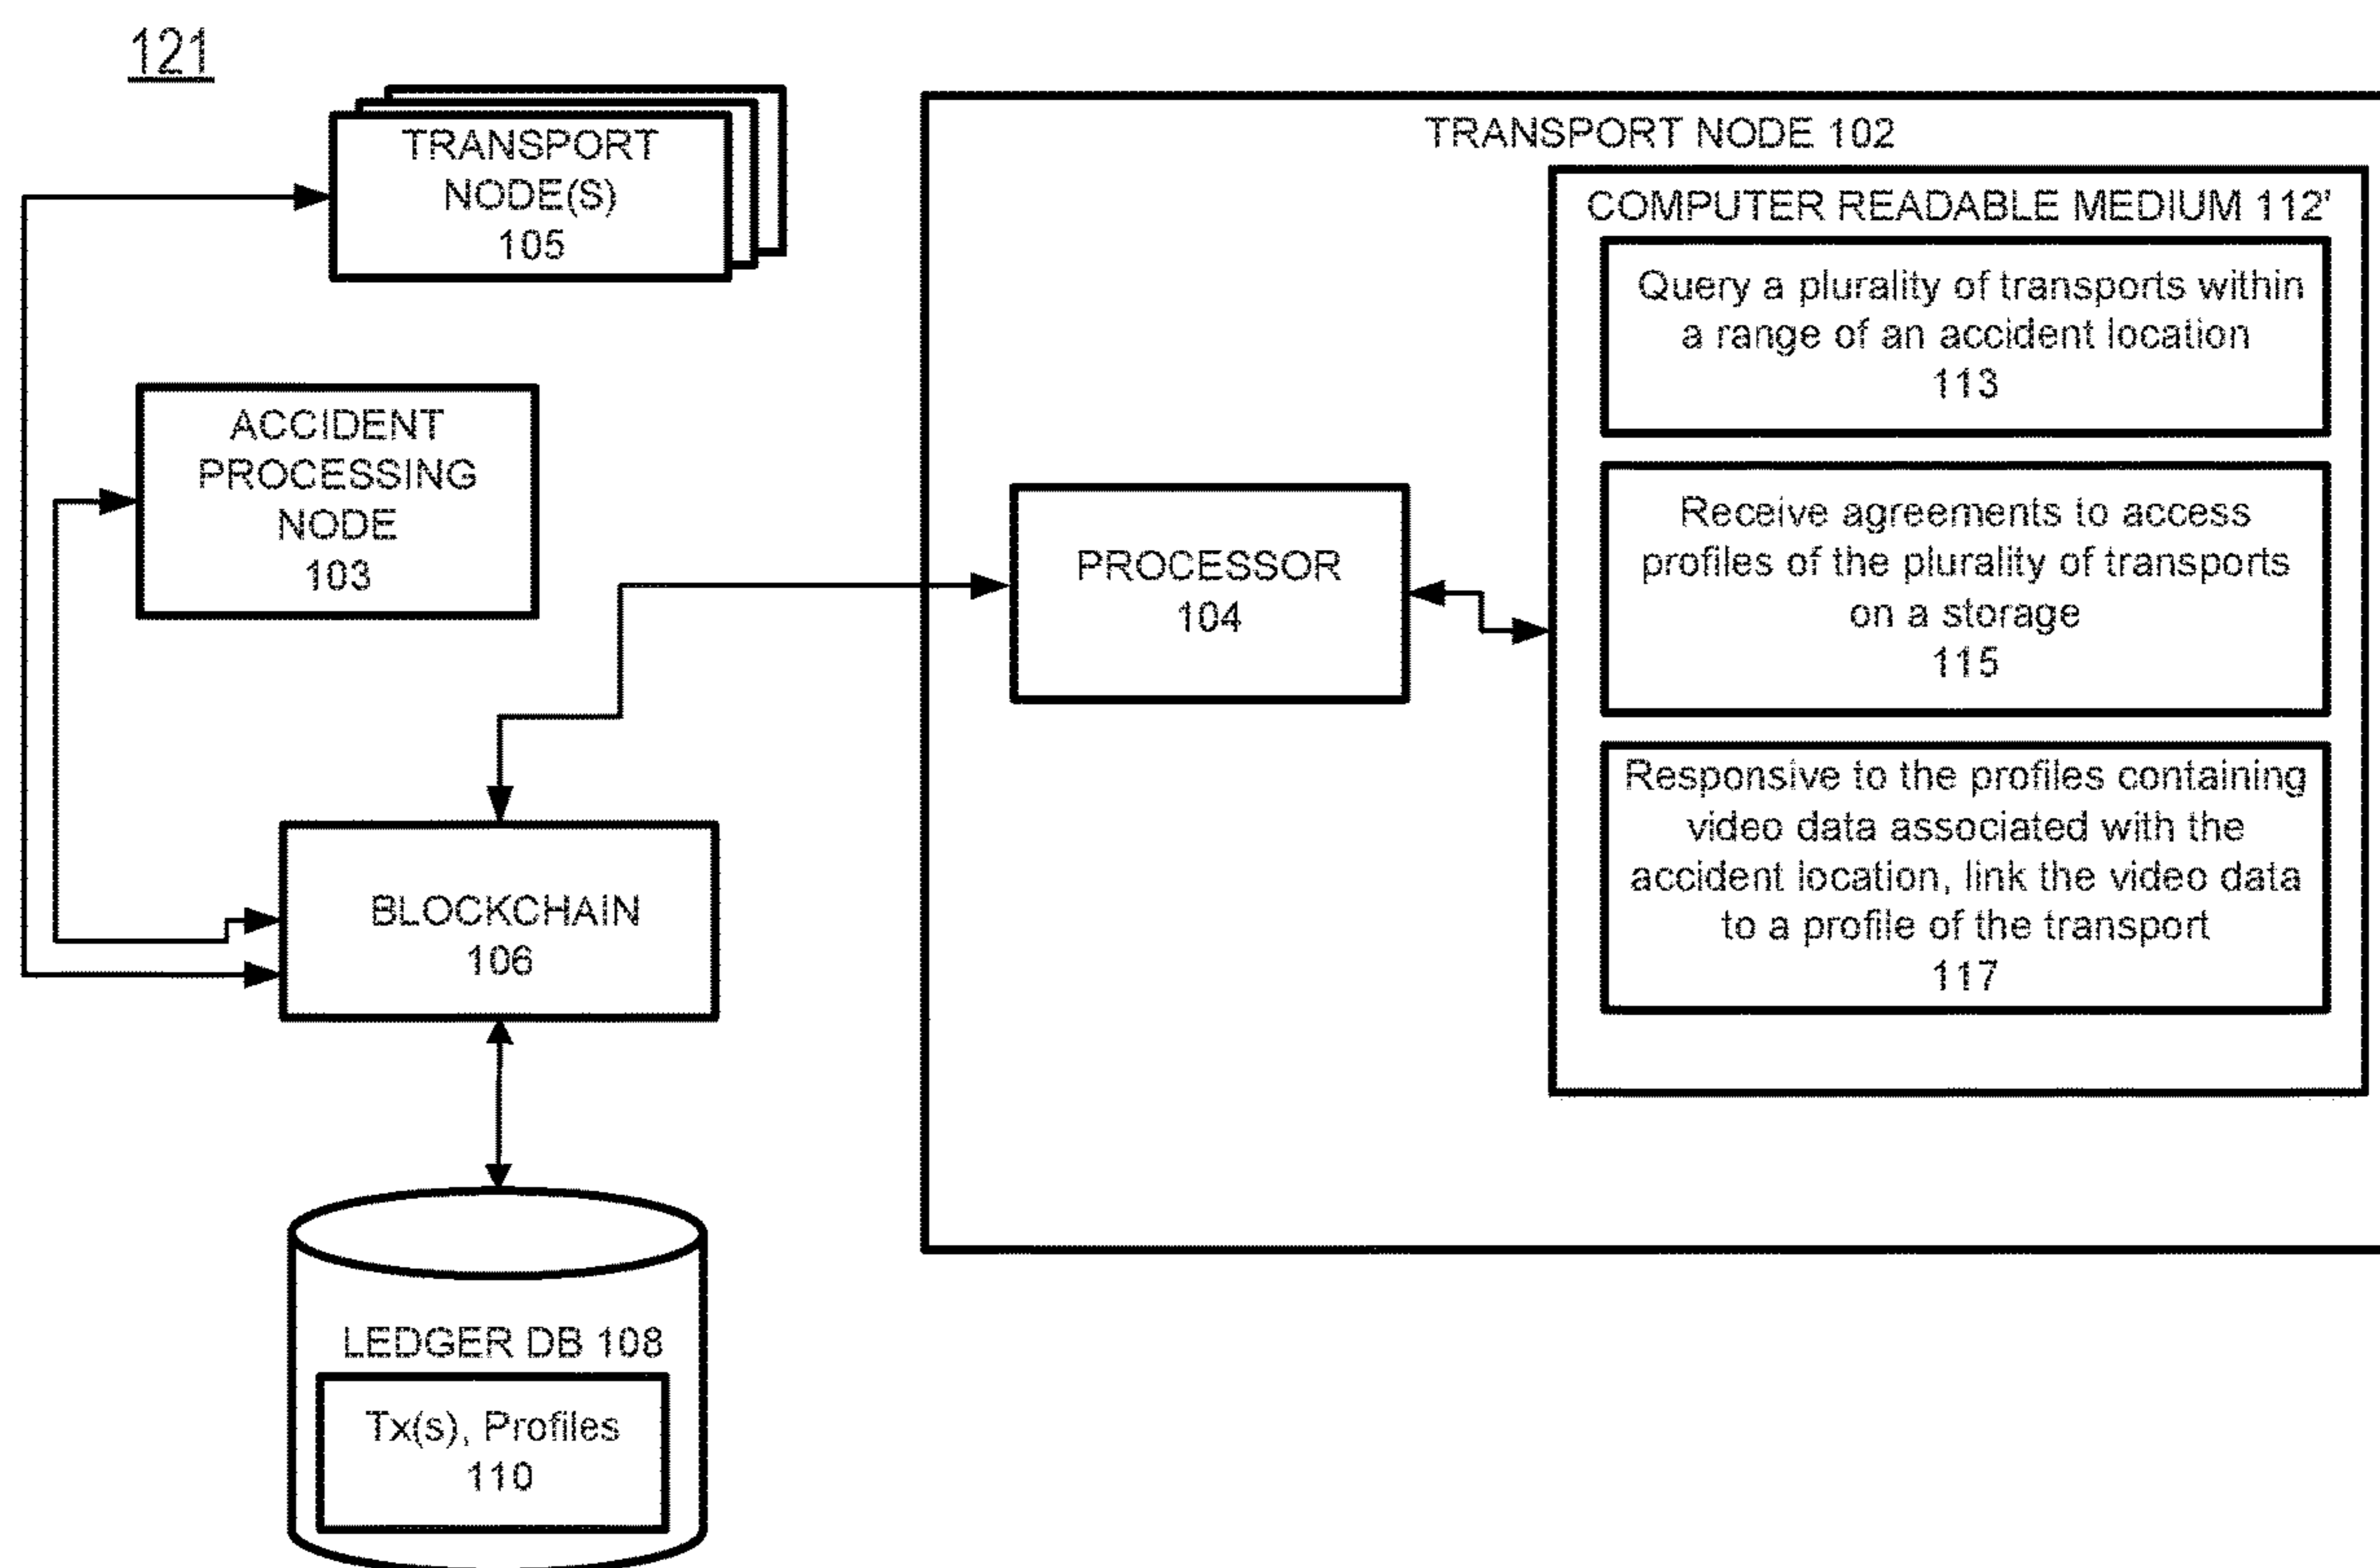 121
TRANSPORT
NODE(S)
105
ACCIDENT
PROCESSING
NODE
103
BLOCKCHAIN
106
LEDGER DB 108
Tx(s), Profiles
110
TRANSPORT NODE 102
PROCESSOR
104
COMPUTER READABLE MEDIUM 112'
Query a plurality of transports within
a range of an accident location
113
Receive agreements to access
profiles of the plurality of transports
on a storage
115
Responsive to the profiles containing
video data associated with the
accident location, link the video data
to a profile of the transport
117